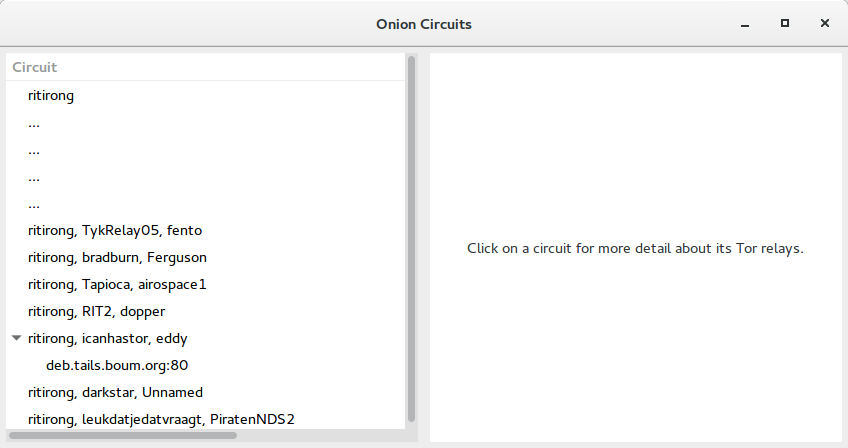 Onion Circuits
Circuit
ritirong
...
...
...
...
ritirong, TykRelay05, fento
ritirong, bradburn, Ferguson
ritirong, Tapioca, airospace1
ritirong, RIT2, dopper
ritirong, icanhastor, eddy
deb.tails.boum.org:80
ritirong, darkstar, Unnamed
ritirong, leukdatjedatvraagt, PiratenNDS2
Click on a circuit for more detail about its Tor relays.